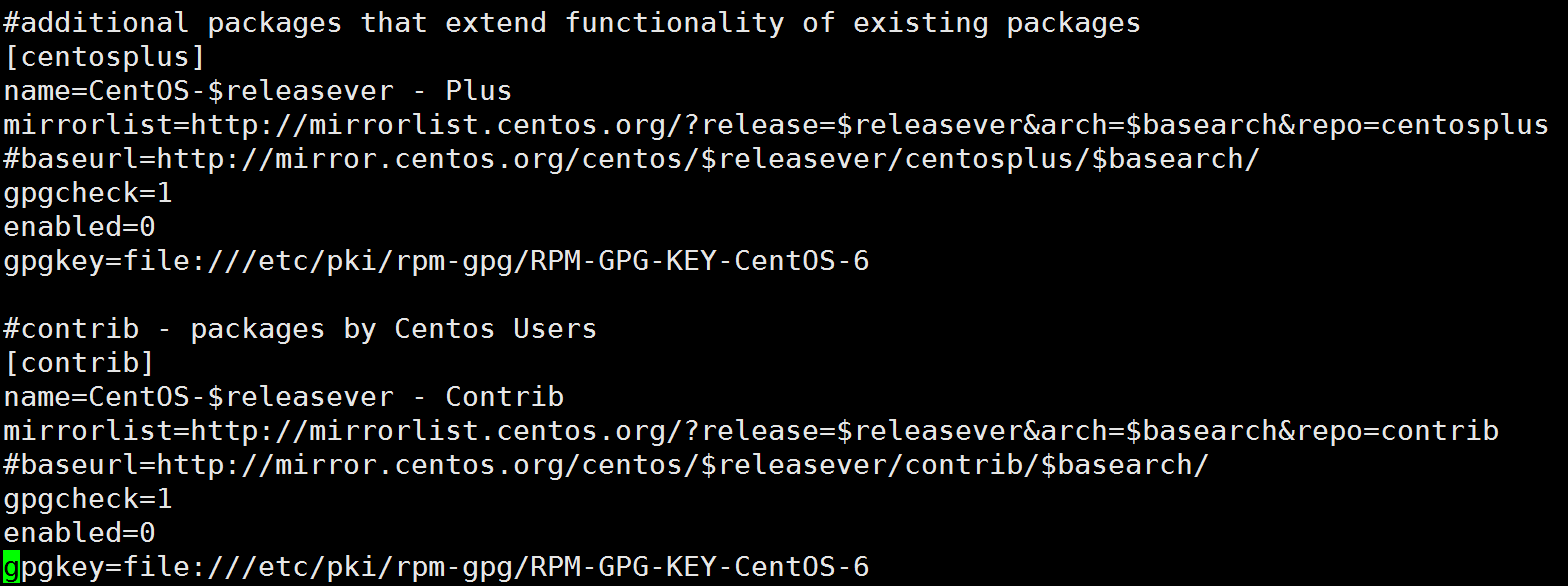 #additional packages that extend functionality of existing packages
[centosplus]
name=CentOS-$releasever - Plus
mirrorlist=http://mirrorlist.centos.org/?release=$releasever&arch=$basearch&repo=centosplus
#baseurl=http://mirror.centos.org/centos/$releasever/centosplus/$basearch/
gpgcheck=1
enabled=0
gpgkey=file:///etc/pki/rpm-gpg/RPM-GPG-KEY-CentOS-6

#contrib - packages by Centos Users
[contrib]
name=CentOS-$releasever - Contrib
mirrorlist=http://mirrorlist.centos.org/?release=$releasever&arch=$basearch&repo=contrib
#baseurl=http://mirror.centos.org/centos/$releasever/contrib/$basearch/
gpgcheck=1
enabled=0
gpgkey=file:///etc/pki/rpm-gpg/RPM-GPG-KEY-CentOS-6